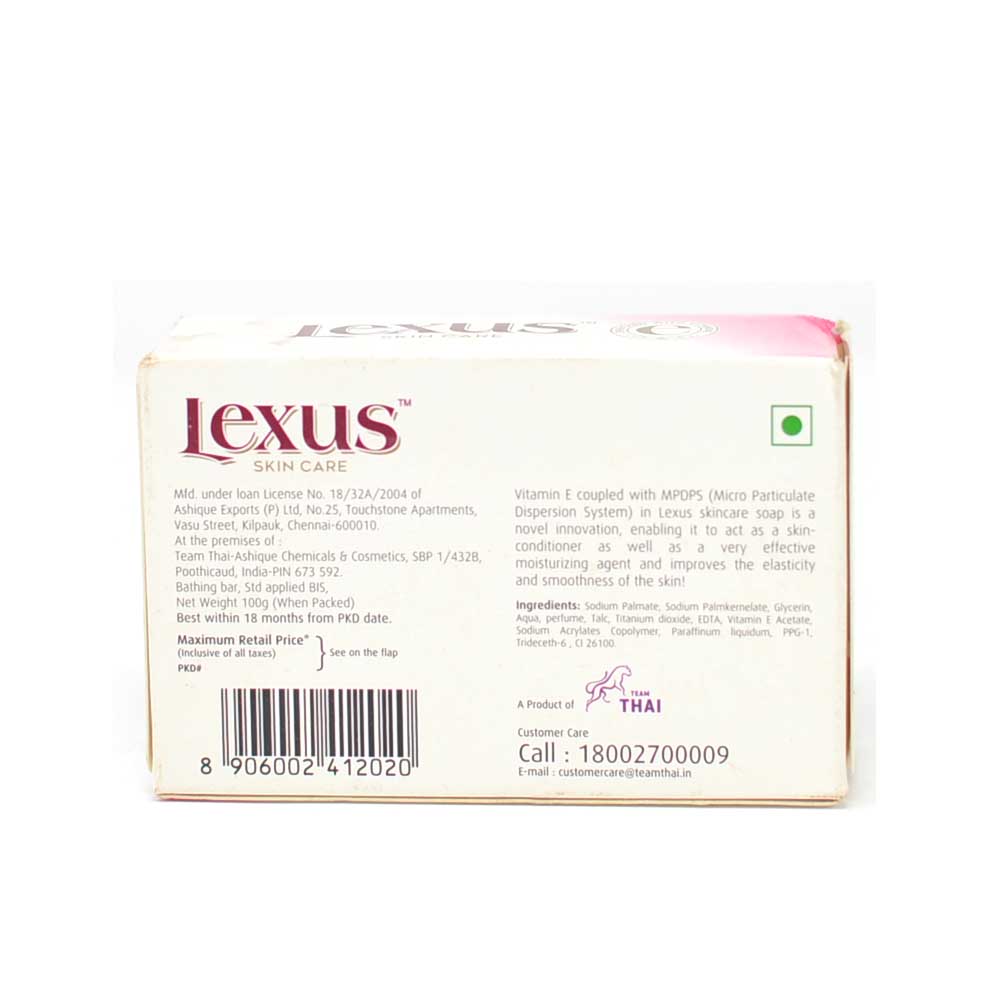 Lexus™
SKIN CARE
Lexus™
SKIN CARE
Mfd. under loan License No. 18/32A/2004 of
Ashique Exports (P) Ltd, No.25, Touchstone Apartments,
Vasu Street, Kilpauk, Chennai-600010.
At the premises of :
Team Thai-Ashique Chemicals & Cosmetics, SBP 1/432B,
Poothicaud, India-PIN 673 592.
Bathing bar, Std applied BIS,
Net Weight 100g (When Packed)
Best within 18 months from PKD date.
Maximum Retail Price*
(Inclusive of all taxes)
See on the flap
PKD#
8 906002 412020
Vitamin E coupled with MPDPS (Micro Particulate
Dispersion System) in Lexus skincare soap is a
novel innovation, enabling it to act as a skin-
conditioner as well as a very effective
moisturizing agent and improves the elasticity
and smoothness of the skin!
Ingredients: Sodium Palmate, Sodium Palmkernelate, Glycerin,
Aqua, perfume, Talc, Titanium dioxide, EDTA, Vitamin E Acetate,
Sodium Acrylates Copolymer, Paraffinum liquidum, PPG-1,
Trideceth-6 , CI 26100.
A Product of
TEAM
THAI
Customer Care
Call : 18002700009
E-mail : customercare@teamthai.in